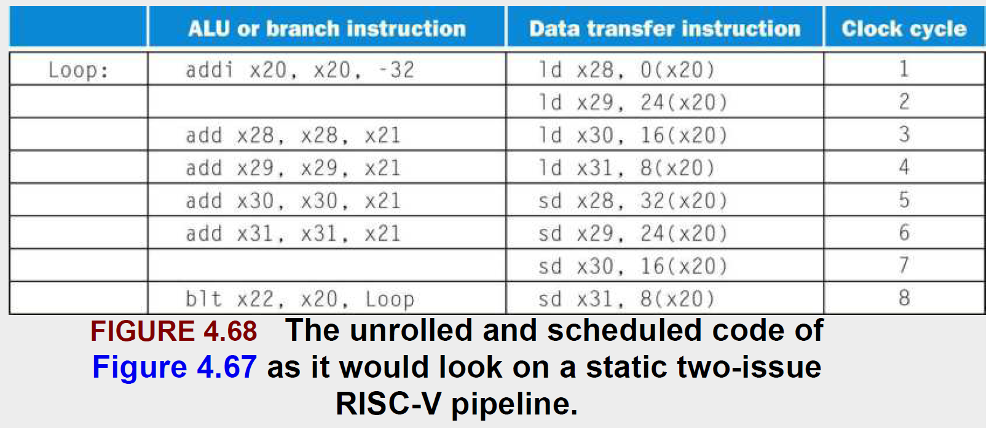 ALU or branch instruction Data transfer instruction Clock cycle
Loop: addi x20, x20, -32 ld x28, 0(x20) 1
ld x29, 24(x20) 2
add x28, x28, x21 ld x30, 16(x20) 3
add x29, x29, x21 ld x31, 8(x20) 4
add x30, x30, x21 sd x28, 32(x20) 5
add x31, x31, x21 sd x29, 24(x20) 6
sd x30, 16(x20) 7
blt x22, x20, Loop sd x31, 8(x20) 8
FIGURE 4.68 The unrolled and scheduled code of
Figure 4.67 as it would look on a static two-issue
RISC-V pipeline.